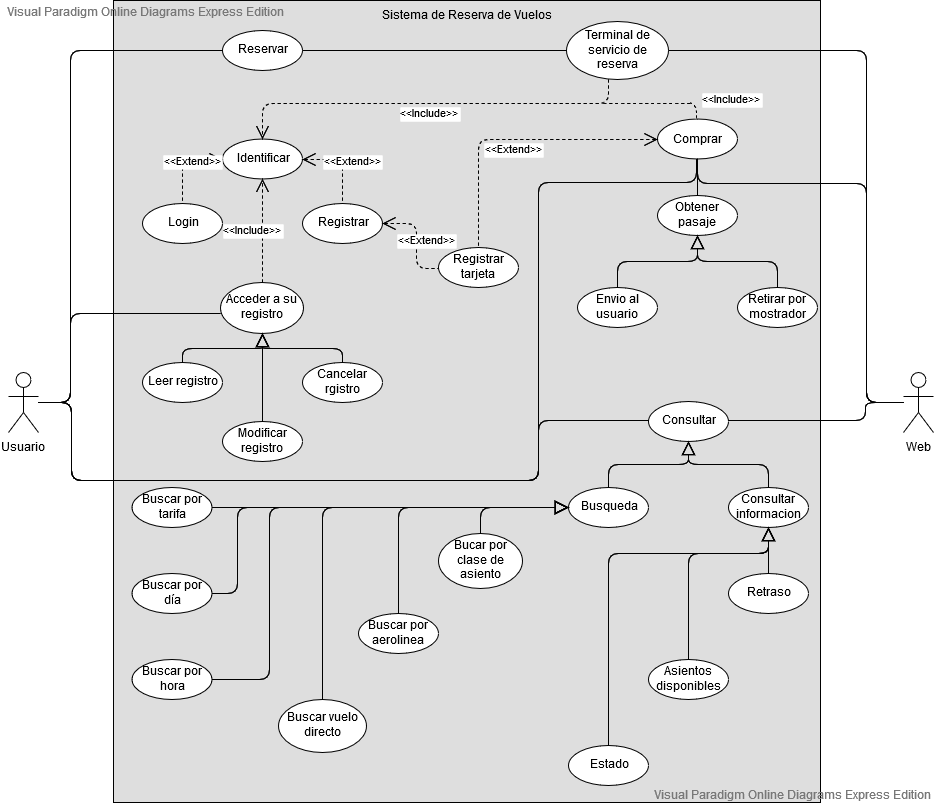 Visual Paradigm Online Diagrams Express Edition
Sistema de Reserva de Vuelos
Reservar
Terminal de
servicio de
reserva
<<Include>>
<<Include>>
Comprar
<<Extend>>
Identificar
<<Extend>>
<<Extend>>
Login
<<Include>>
Registrar
<<Extend>>
Obtener
pasaje
Registrar
tarjeta
Acceder a su
registro
Envio al
usuario
Retirar por
mostrador
Leer registro
Cancelar
rgistro
Modificar
registro
Consultar
Usuario
Web
Buscar por
tarifa
Busqueda
Consultar
informacion
Bucar por
clase de
asiento
Buscar por
día
Retraso
Buscar por
aerolinea
Buscar por
hora
Asientos
disponibles
Buscar vuelo
directo
Estado
Visual Paradigm Online Diagrams Express Edition